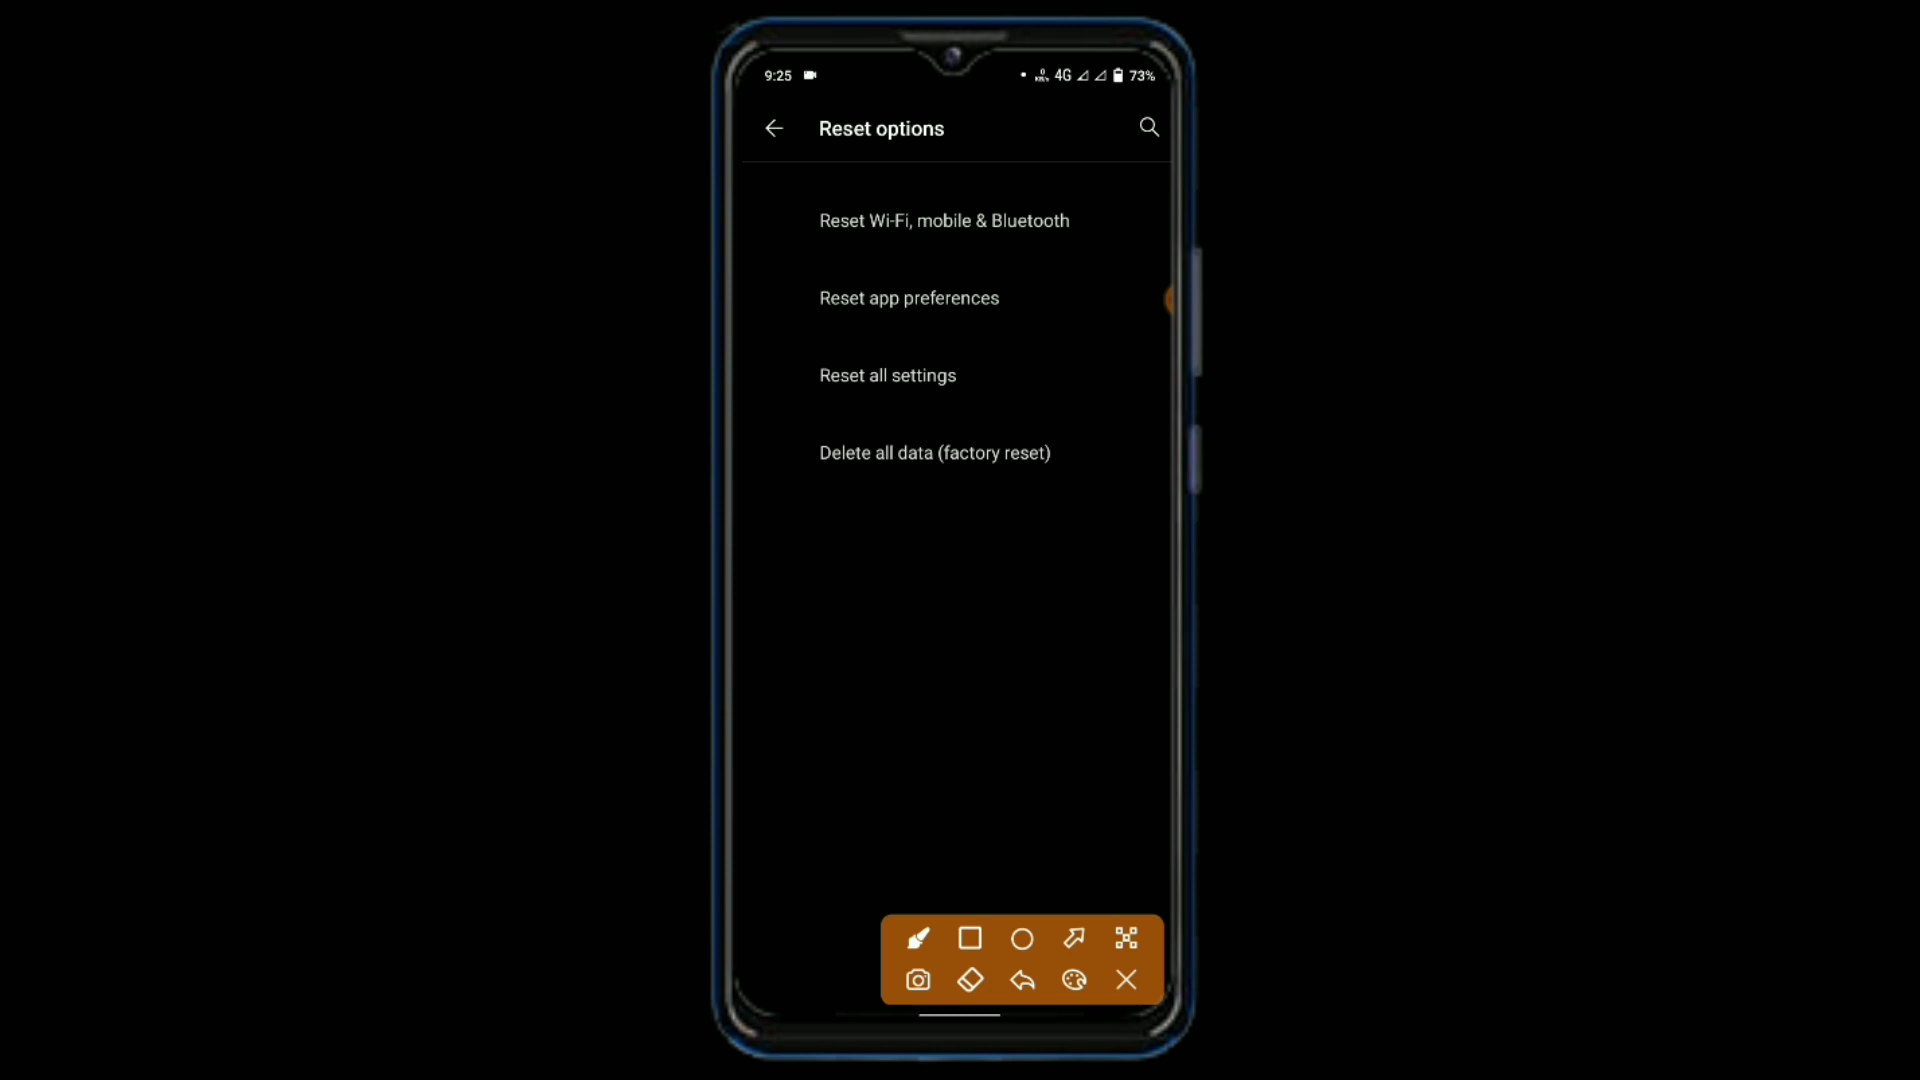 9:25
4G 73%
Reset options
Reset Wi-Fi, mobile & Bluetooth
Reset app preferences
Reset all settings
Delete all data (factory reset)